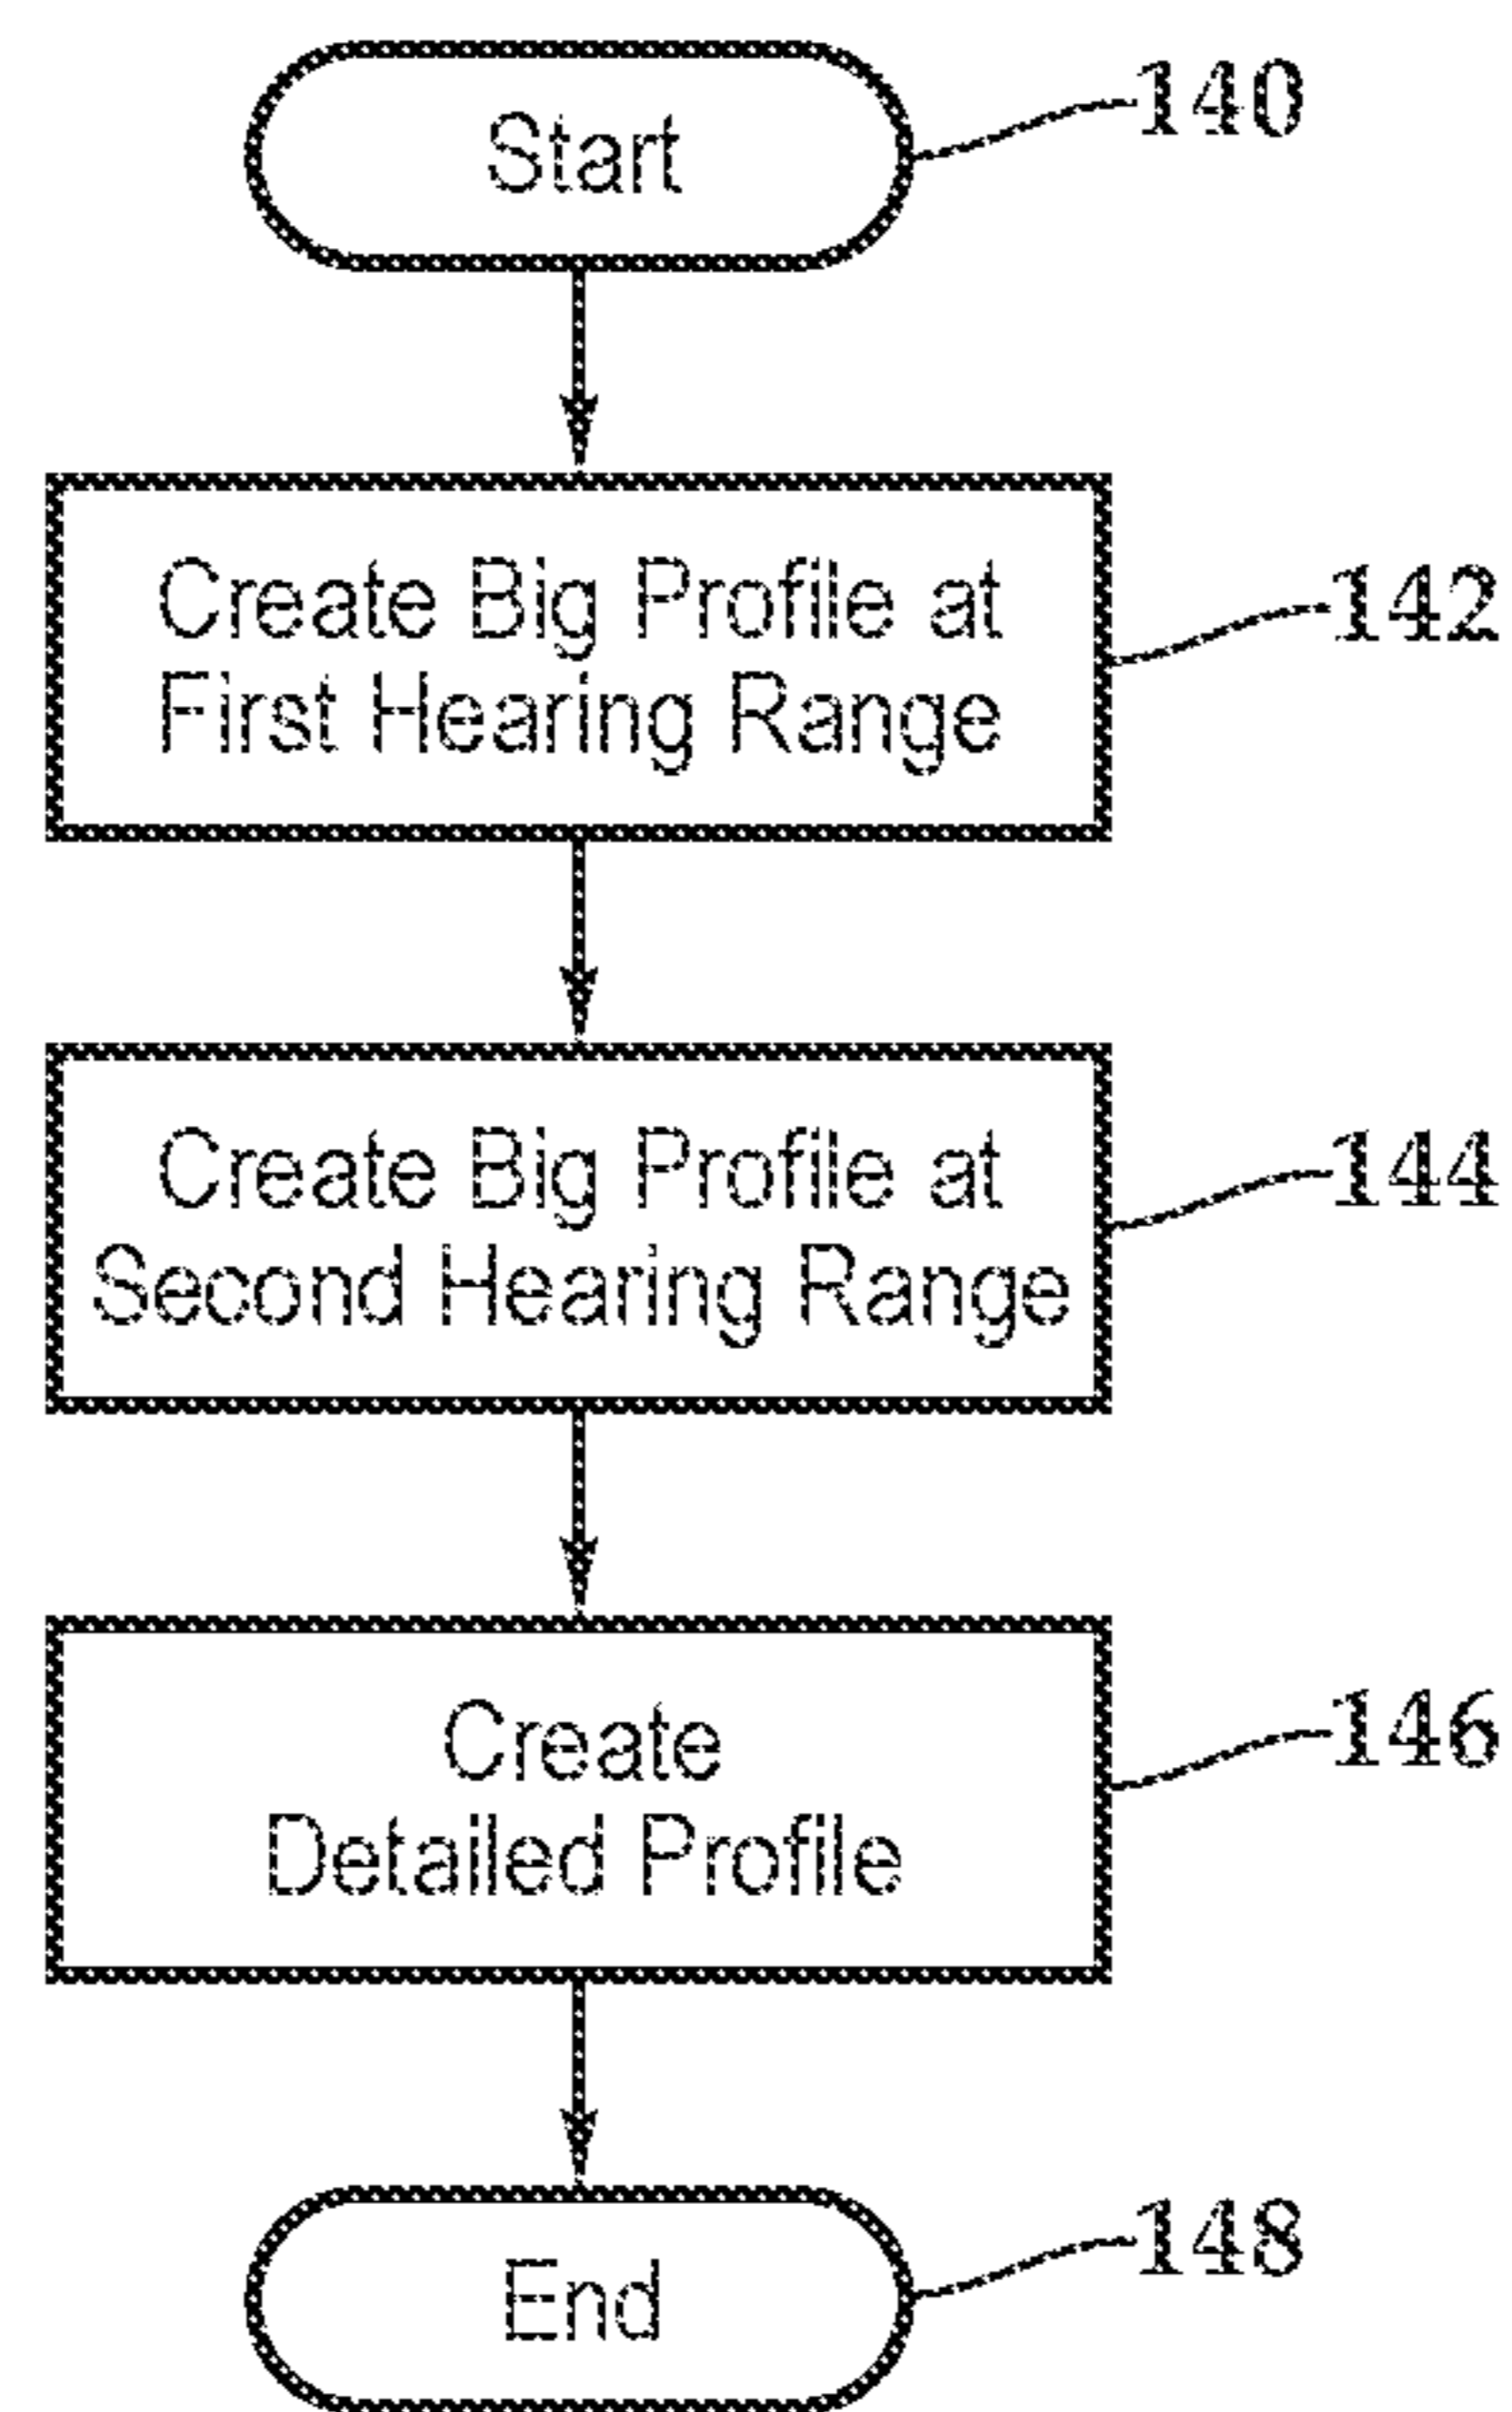 Start
140
Create Big Profile at
First Hearing Range
142
Create Big Profile at
Second Hearing Range
144
Create
Detailed Profile
146
End
148